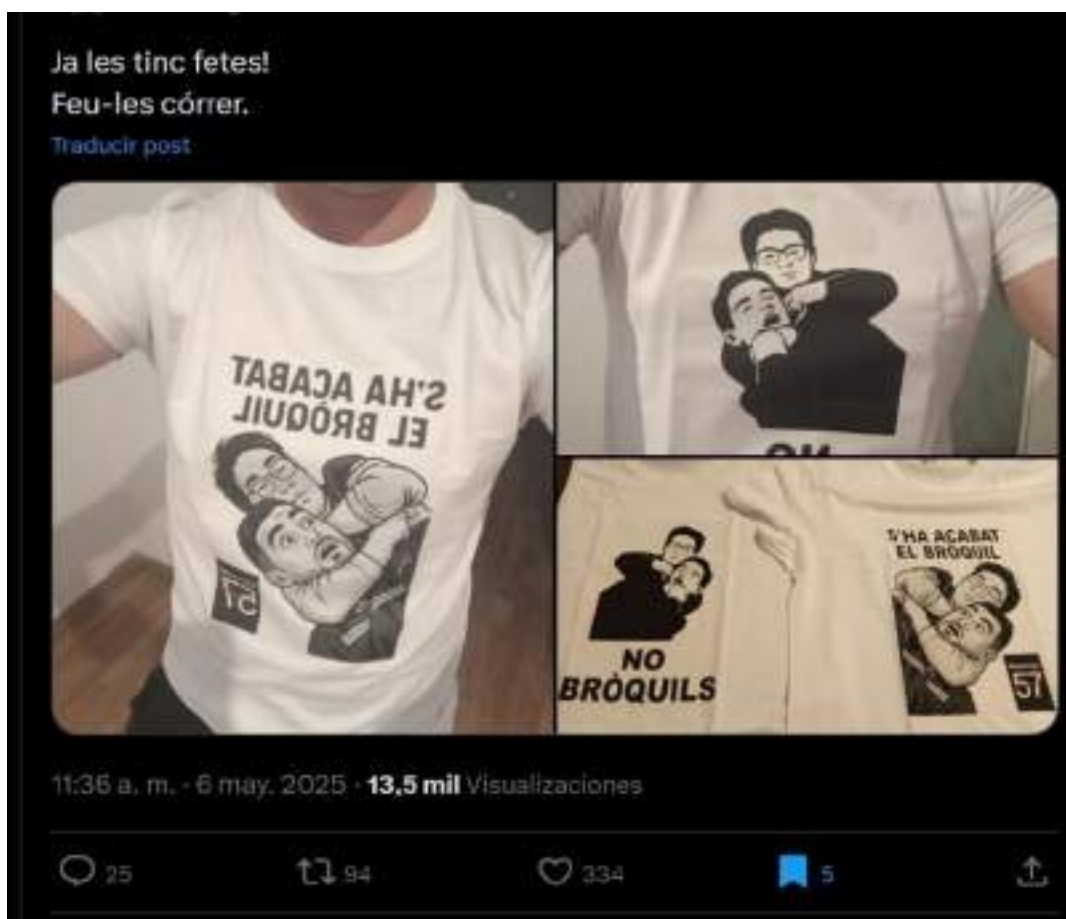 Ja les tinc fetes!
Feu-les córrer.
Traducir post
S'HA ACABAT
EL BRÒQUIL
57
NO
NO
BRÒQUILS
S'HA ACABAT
EL BRÒQUIL
57
11:36 a. m. · 6 may. 2025 · 13,5 mil Visualizaciones
25 94 334 5